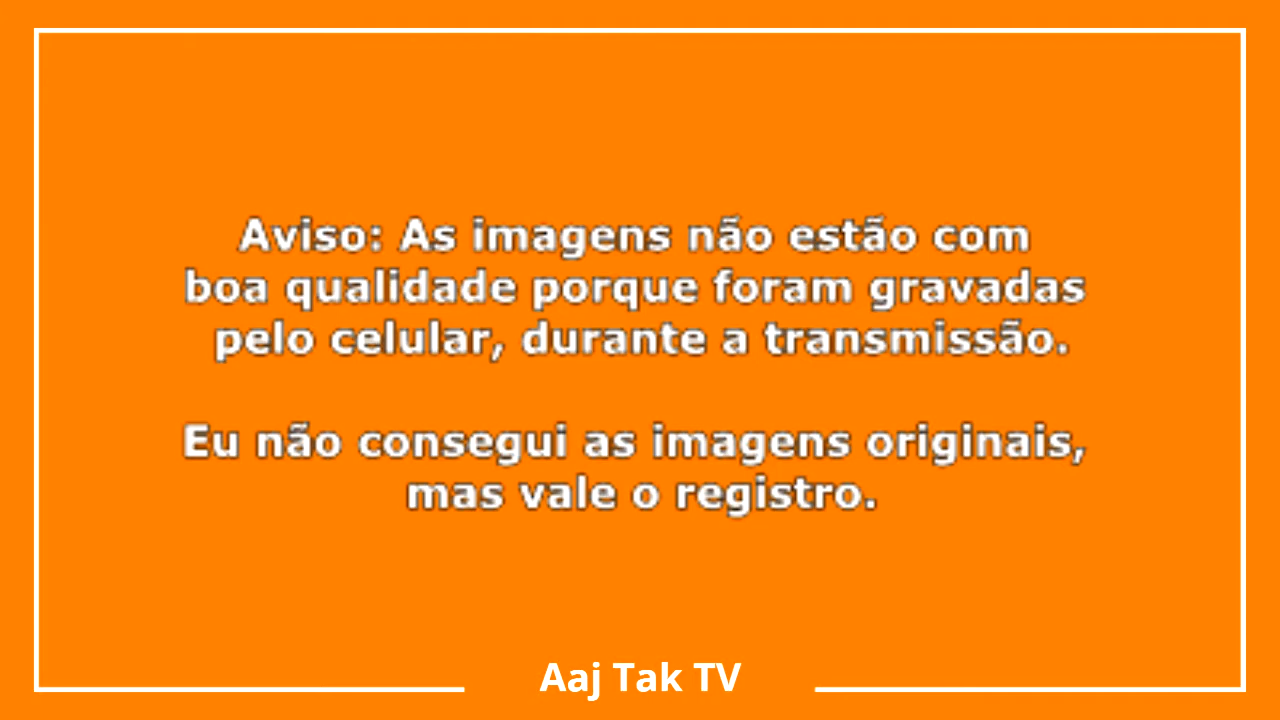 Aviso: As imagens não estão com
boa qualidade porque foram gravadas
pelo celular, durante a transmissão.
Eu não consegui as imagens originais,
mas vale o registro.
Aaj Tak TV